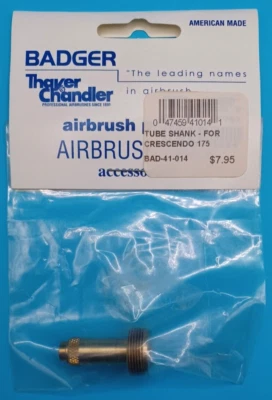 AMERICAN MADE
BADGER
Thayer
Chandler
PROFESSIONAL AIRBRUSHES SINCE 1891
"The leading names
in airbrush
0 47459 41014 1
TUBE SHANK - FOR
CRESCENDO 175
BAD-41-014 $7.95
airbrush
AIRBRUS
accesso